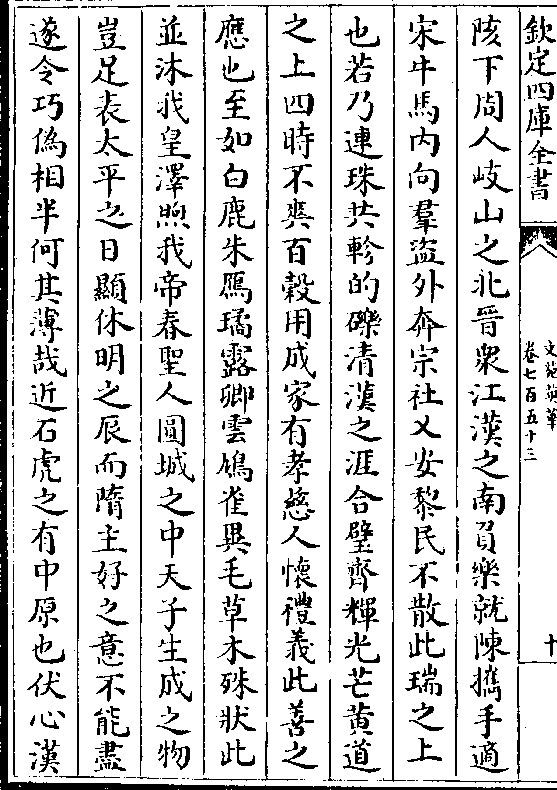 欽定四庫全書
文苑英華
卷七百五十三
十
陔下周人歧山之北晉衆江漢之南負樂就陳攜手適
宋牛馬内向羣盜外奔宗社乂安黎民不散此瑞之上
也若乃連珠共軫的礫清漢之涯合璧齊輝光芒黄道
之上四時不爽百榖用成家有孝慈人懷禮義此善之
應也至如白鹿朱鴈璚露卿雲鳩雀異毛草木殊狀此
並沐我皇澤煦我帝春聖人圓城之中天子生成之物
豈足表太平之日顯休明之辰而隋主好之意不能盡
遂令巧偽相半何其薄哉近石虎之有中原也伏心漢